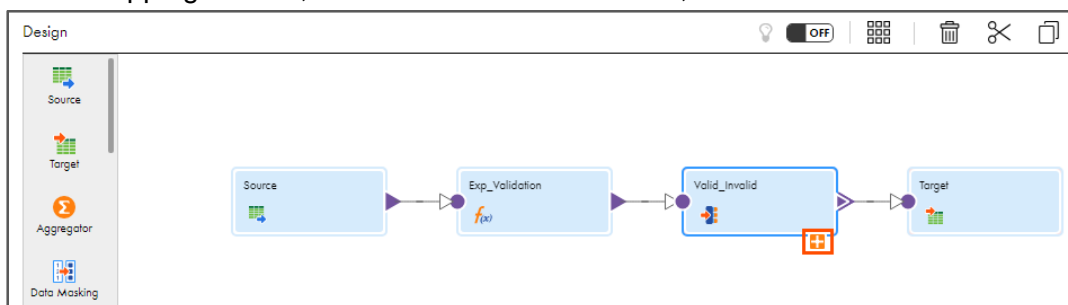 Design
OFF
Source
Target
Σ
Aggregator
Data Masking
Source
Exp_Validation
f(x)
Valid_Invalid
Target